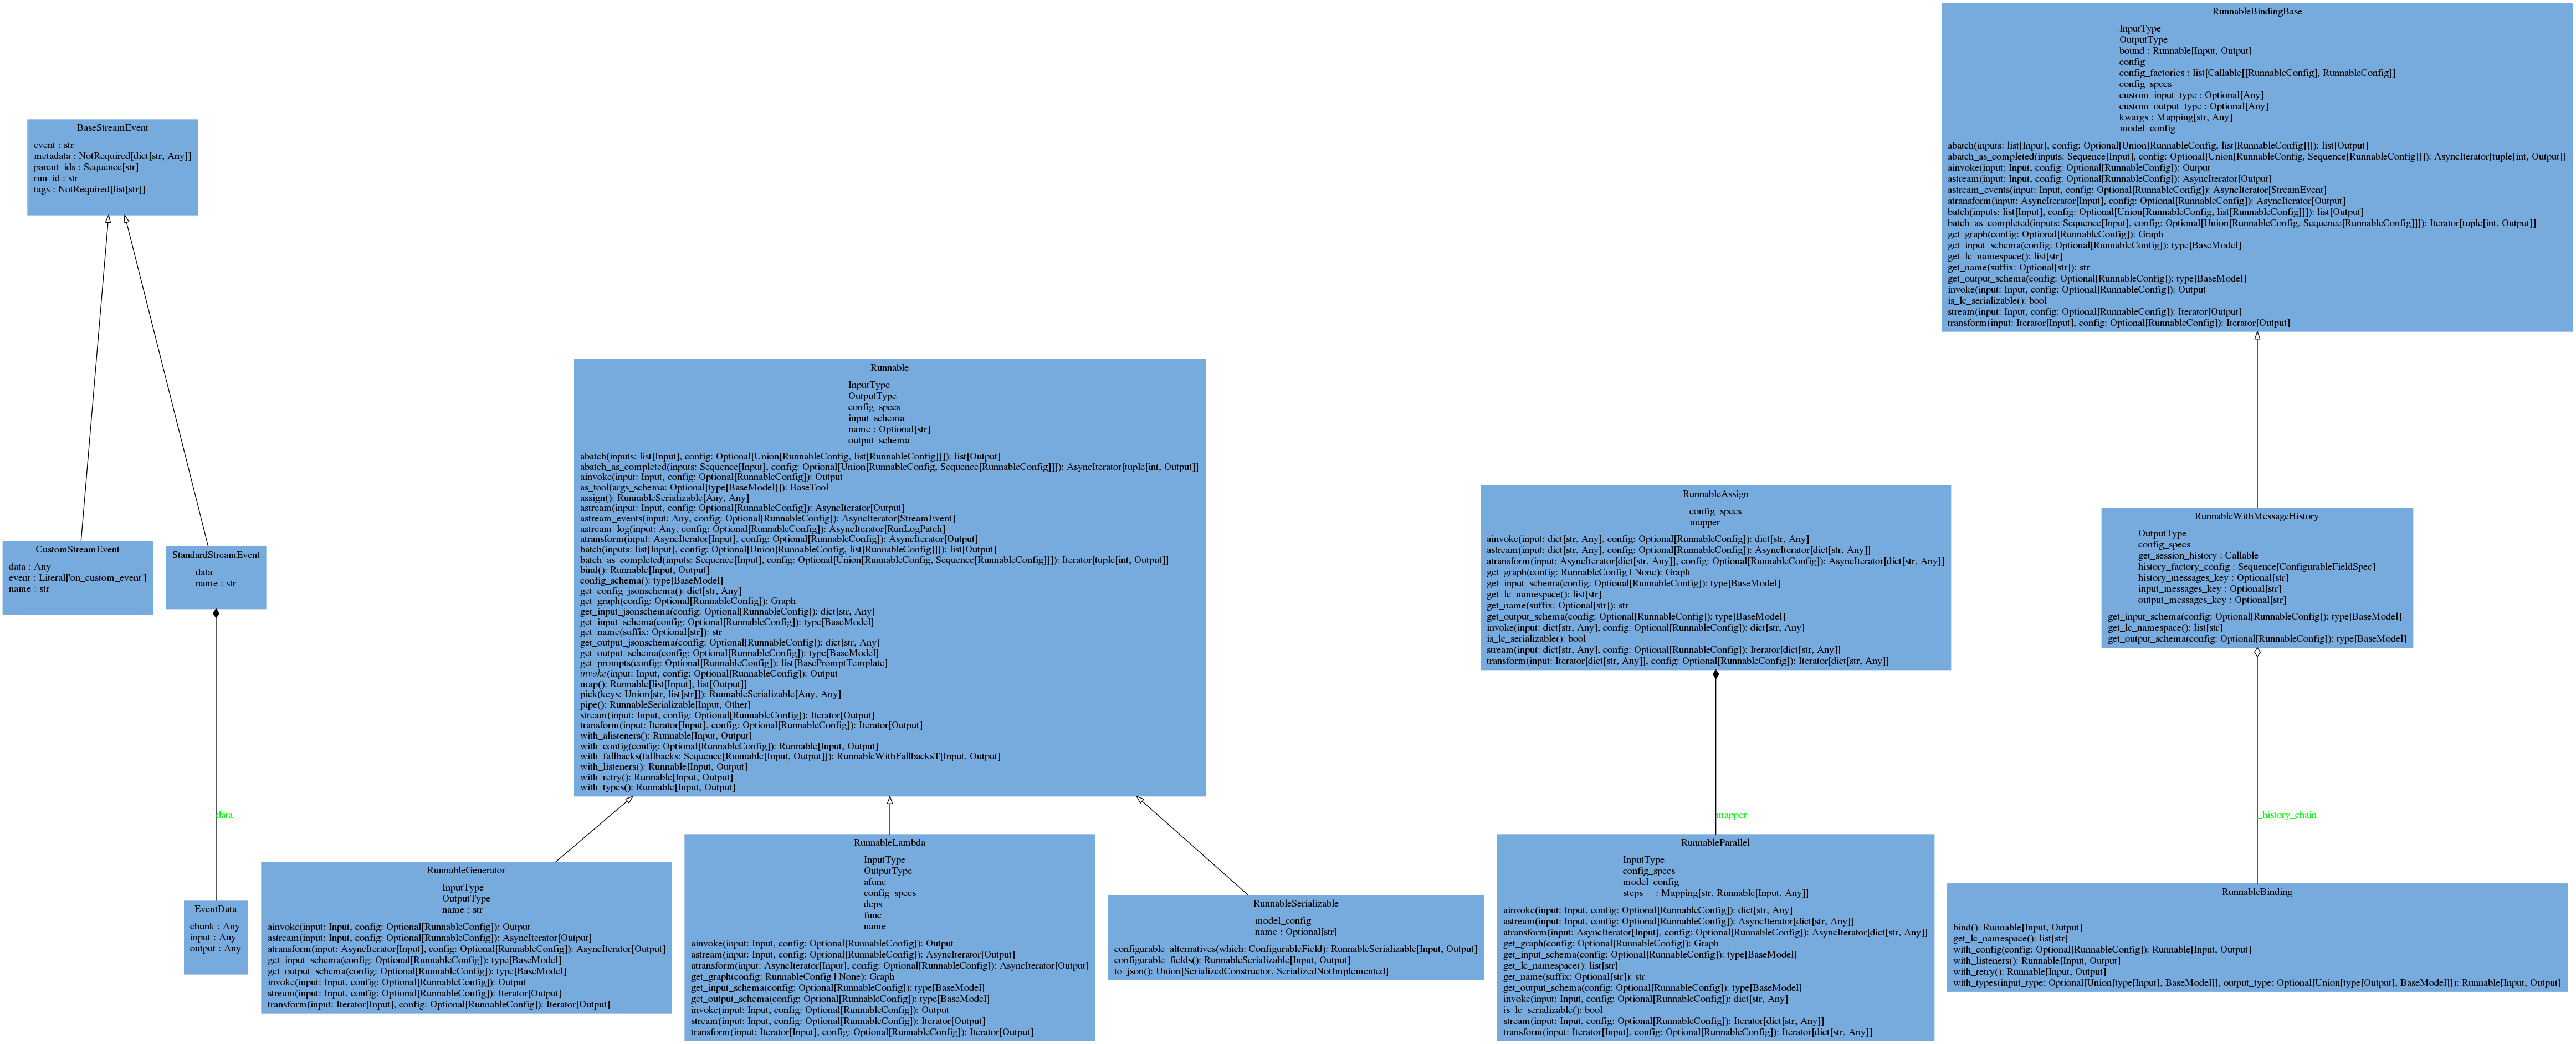 BaseStreamEvent
event : str
metadata : NotRequired[dict[str, Any]]
parent_ids : Sequence[str]
run_id : str
tags : NotRequired[list[str]]
CustomStreamEvent
data : Any
event : Literal['on_custom_event']
name : str
StandardStreamEvent
data
name : str
data
EventData
chunk : Any
input : Any
output : Any
Runnable
InputType
OutputType
config_specs
input_schema
name : Optional[str]
output_schema
abatch(inputs: list[Input], config: Optional[Union[RunnableConfig, list[RunnableConfig]]]): list[Output]
abatch_as_completed(inputs: Sequence[Input], config: Optional[Union[RunnableConfig, Sequence[RunnableConfig]]]): AsyncIterator[tuple[int, Output]]
ainvoke(input: Input, config: Optional[RunnableConfig]): Output
as_tool(args_schema: Optional[type[BaseModel]]): BaseTool
assign(): RunnableSerializable[Any, Any]
astream(input: Input, config: Optional[RunnableConfig]): AsyncIterator[Output]
astream_events(input: Any, config: Optional[RunnableConfig]): AsyncIterator[StreamEvent]
astream_log(input: Any, config: Optional[RunnableConfig]): AsyncIterator[RunLogPatch]
atransform(input: AsyncIterator[Input], config: Optional[RunnableConfig]): AsyncIterator[Output]
batch(inputs: list[Input], config: Optional[Union[RunnableConfig, list[RunnableConfig]]]): list[Output]
batch_as_completed(inputs: Sequence[Input], config: Optional[Union[RunnableConfig, Sequence[RunnableConfig]]]): Iterator[tuple[int, Output]]
bind(): Runnable[Input, Output]
config_schema(): type[BaseModel]
get_config_jsonschema(): dict[str, Any]
get_graph(config: Optional[RunnableConfig]): Graph
get_input_jsonschema(config: Optional[RunnableConfig]): dict[str, Any]
get_input_schema(config: Optional[RunnableConfig]): type[BaseModel]
get_name(suffix: Optional[str]): str
get_output_jsonschema(config: Optional[RunnableConfig]): dict[str, Any]
get_output_schema(config: Optional[RunnableConfig]): type[BaseModel]
get_prompts(config: Optional[RunnableConfig]): list[BasePromptTemplate]
invoke(input: Input, config: Optional[RunnableConfig]): Output
map(): Runnable[list[Input], list[Output]]
pick(keys: Union[str, list[str]]): RunnableSerializable[Any, Any]
pipe(): RunnableSerializable[Input, Other]
stream(input: Input, config: Optional[RunnableConfig]): Iterator[Output]
transform(input: Iterator[Input], config: Optional[RunnableConfig]): Iterator[Output]
with_alisteners(): Runnable[Input, Output]
with_config(config: Optional[RunnableConfig]): Runnable[Input, Output]
with_fallbacks(fallbacks: Sequence[Runnable[Input, Output]]): RunnableWithFallbacksT[Input, Output]
with_listeners(): Runnable[Input, Output]
with_retry(): Runnable[Input, Output]
with_types(): Runnable[Input, Output]
RunnableGenerator
InputType
OutputType
name : str
ainvoke(input: Input, config: Optional[RunnableConfig]): Output
astream(input: Input, config: Optional[RunnableConfig]): AsyncIterator[Output]
atransform(input: AsyncIterator[Input], config: Optional[RunnableConfig]): AsyncIterator[Output]
get_input_schema(config: Optional[RunnableConfig]): type[BaseModel]
get_output_schema(config: Optional[RunnableConfig]): type[BaseModel]
invoke(input: Input, config: Optional[RunnableConfig]): Output
stream(input: Input, config: Optional[RunnableConfig]): Iterator[Output]
transform(input: Iterator[Input], config: Optional[RunnableConfig]): Iterator[Output]
RunnableLambda
InputType
OutputType
afunc
config_specs
deps
func
name
ainvoke(input: Input, config: Optional[RunnableConfig]): Output
astream(input: Input, config: Optional[RunnableConfig]): AsyncIterator[Output]
atransform(input: AsyncIterator[Input], config: Optional[RunnableConfig]): AsyncIterator[Output]
get_graph(config: RunnableConfig | None): Graph
get_input_schema(config: Optional[RunnableConfig]): type[BaseModel]
get_output_schema(config: Optional[RunnableConfig]): type[BaseModel]
invoke(input: Input, config: Optional[RunnableConfig]): Output
stream(input: Input, config: Optional[RunnableConfig]): Iterator[Output]
transform(input: Iterator[Input], config: Optional[RunnableConfig]): Iterator[Output]
RunnableSerializable
model_config
name : Optional[str]
configurable_alternatives(which: ConfigurableField): RunnableSerializable[Input, Output]
configurable_fields(): RunnableSerializable[Input, Output]
to_json(): Union[SerializedConstructor, SerializedNotImplemented]
RunnableAssign
config_specs
mapper
ainvoke(input: dict[str, Any], config: Optional[RunnableConfig]): dict[str, Any]
astream(input: dict[str, Any], config: Optional[RunnableConfig]): AsyncIterator[dict[str, Any]]
atransform(input: AsyncIterator[dict[str, Any]], config: Optional[RunnableConfig]): AsyncIterator[dict[str, Any]]
get_graph(config: RunnableConfig | None): Graph
get_input_schema(config: Optional[RunnableConfig]): type[BaseModel]
get_lc_namespace(): list[str]
get_name(suffix: Optional[str]): str
get_output_schema(config: Optional[RunnableConfig]): type[BaseModel]
invoke(input: dict[str, Any], config: Optional[RunnableConfig]): dict[str, Any]
is_lc_serializable(): bool
stream(input: dict[str, Any], config: Optional[RunnableConfig]): Iterator[dict[str, Any]]
transform(input: Iterator[dict[str, Any]], config: Optional[RunnableConfig]): Iterator[dict[str, Any]]
mapper
RunnableParallel
InputType
config_specs
model_config
steps__ : Mapping[str, Runnable[Input, Any]]
ainvoke(input: Input, config: Optional[RunnableConfig]): dict[str, Any]
astream(input: Input, config: Optional[RunnableConfig]): AsyncIterator[dict[str, Any]]
atransform(input: AsyncIterator[Input], config: Optional[RunnableConfig]): AsyncIterator[dict[str, Any]]
get_graph(config: Optional[RunnableConfig]): Graph
get_input_schema(config: Optional[RunnableConfig]): type[BaseModel]
get_lc_namespace(): list[str]
get_name(suffix: Optional[str]): str
get_output_schema(config: Optional[RunnableConfig]): type[BaseModel]
invoke(input: Input, config: Optional[RunnableConfig]): dict[str, Any]
is_lc_serializable(): bool
stream(input: Input, config: Optional[RunnableConfig]): Iterator[dict[str, Any]]
transform(input: Iterator[Input], config: Optional[RunnableConfig]): Iterator[dict[str, Any]]
RunnableBindingBase
InputType
OutputType
bound : Runnable[Input, Output]
config
config_factories : list[Callable[[RunnableConfig], RunnableConfig]]
config_specs
custom_input_type : Optional[Any]
custom_output_type : Optional[Any]
kwargs : Mapping[str, Any]
model_config
abatch(inputs: list[Input], config: Optional[Union[RunnableConfig, list[RunnableConfig]]]): list[Output]
abatch_as_completed(inputs: Sequence[Input], config: Optional[Union[RunnableConfig, Sequence[RunnableConfig]]]): AsyncIterator[tuple[int, Output]]
ainvoke(input: Input, config: Optional[RunnableConfig]): Output
astream(input: Input, config: Optional[RunnableConfig]): AsyncIterator[Output]
astream_events(input: Input, config: Optional[RunnableConfig]): AsyncIterator[StreamEvent]
atransform(input: AsyncIterator[Input], config: Optional[RunnableConfig]): AsyncIterator[Output]
batch(inputs: list[Input], config: Optional[Union[RunnableConfig, list[RunnableConfig]]]): list[Output]
batch_as_completed(inputs: Sequence[Input], config: Optional[Union[RunnableConfig, Sequence[RunnableConfig]]]): Iterator[tuple[int, Output]]
get_graph(config: Optional[RunnableConfig]): Graph
get_input_schema(config: Optional[RunnableConfig]): type[BaseModel]
get_lc_namespace(): list[str]
get_name(suffix: Optional[str]): str
get_output_schema(config: Optional[RunnableConfig]): type[BaseModel]
invoke(input: Input, config: Optional[RunnableConfig]): Output
is_lc_serializable(): bool
stream(input: Input, config: Optional[RunnableConfig]): Iterator[Output]
transform(input: Iterator[Input], config: Optional[RunnableConfig]): Iterator[Output]
RunnableWithMessageHistory
OutputType
config_specs
get_session_history : Callable
history_factory_config : Sequence[ConfigurableFieldSpec]
history_messages_key : Optional[str]
input_messages_key : Optional[str]
output_messages_key : Optional[str]
get_input_schema(config: Optional[RunnableConfig]): type[BaseModel]
get_lc_namespace(): list[str]
get_output_schema(config: Optional[RunnableConfig]): type[BaseModel]
_history_chain
RunnableBinding
bind(): Runnable[Input, Output]
get_lc_namespace(): list[str]
with_config(config: Optional[RunnableConfig]): Runnable[Input, Output]
with_listeners(): Runnable[Input, Output]
with_retry(): Runnable[Input, Output]
with_types(input_type: Optional[Union[type[Input], BaseModel]], output_type: Optional[Union[type[Output], BaseModel]]): Runnable[Input, Output]